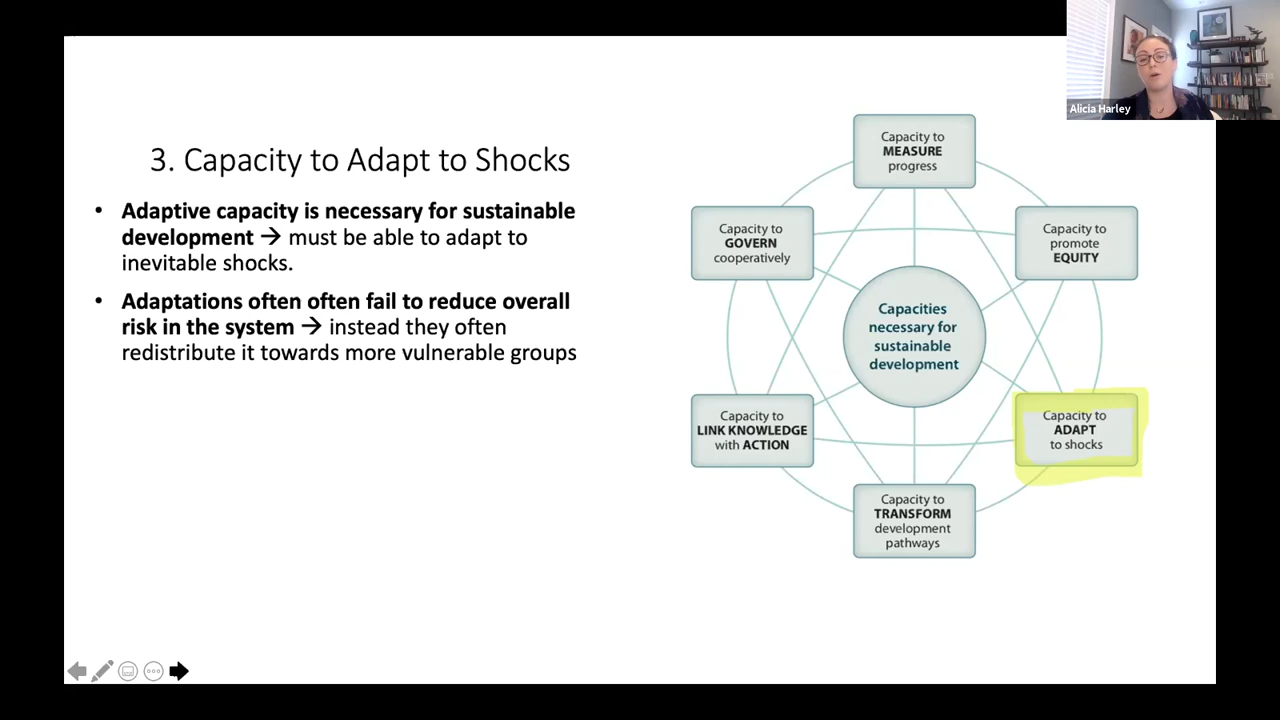 3. Capacity to Adapt to Shocks
• Adaptive capacity is necessary for sustainable
development → must be able to adapt to
inevitable shocks.
• Adaptations often often fail to reduce overall
risk in the system → instead they often
redistribute it towards more vulnerable groups
Capacity to
MEASURE
progress
Capacity to
GOVERN
cooperatively
Capacity to
promote
EQUITY
Capacities
necessary for
sustainable
development
Capacity to
LINK KNOWLEDGE
with ACTION
Capacity to
ADAPT
to shocks
Capacity to
TRANSFORM
development
pathways
Alicia Harley